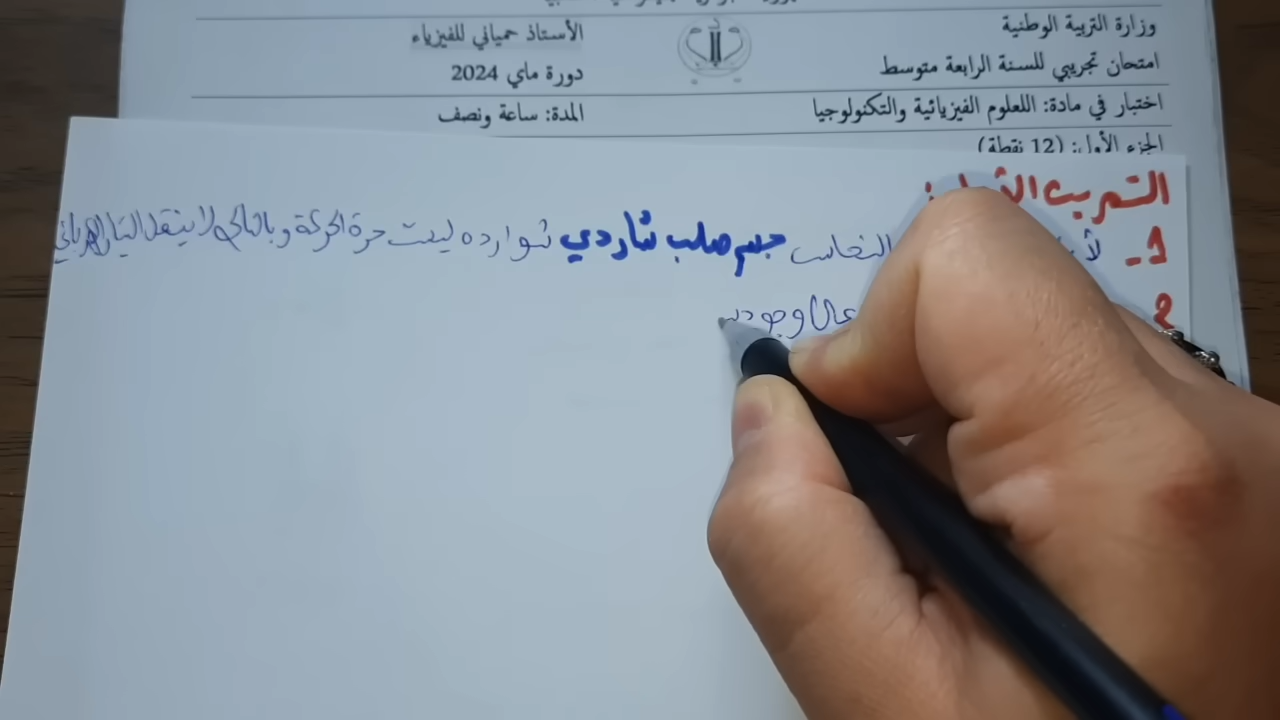 وزارة التربية الوطنية
الأستاذ حمياني للفيزياء
امتحان تجريبي للسنة الرابعة متوسط
دورة ماي 2024
اختبار في مادة: اللعلوم الفيزيائية والتكنولوجيا
المدة: ساعة ونصف
الجزء الأول: (12 نقطة)
التمرين
1- النحاس جسم صلب شاردي شوارده ليست حرة الحركة وبالتالي لا ينقل التيار الكهربائي
2